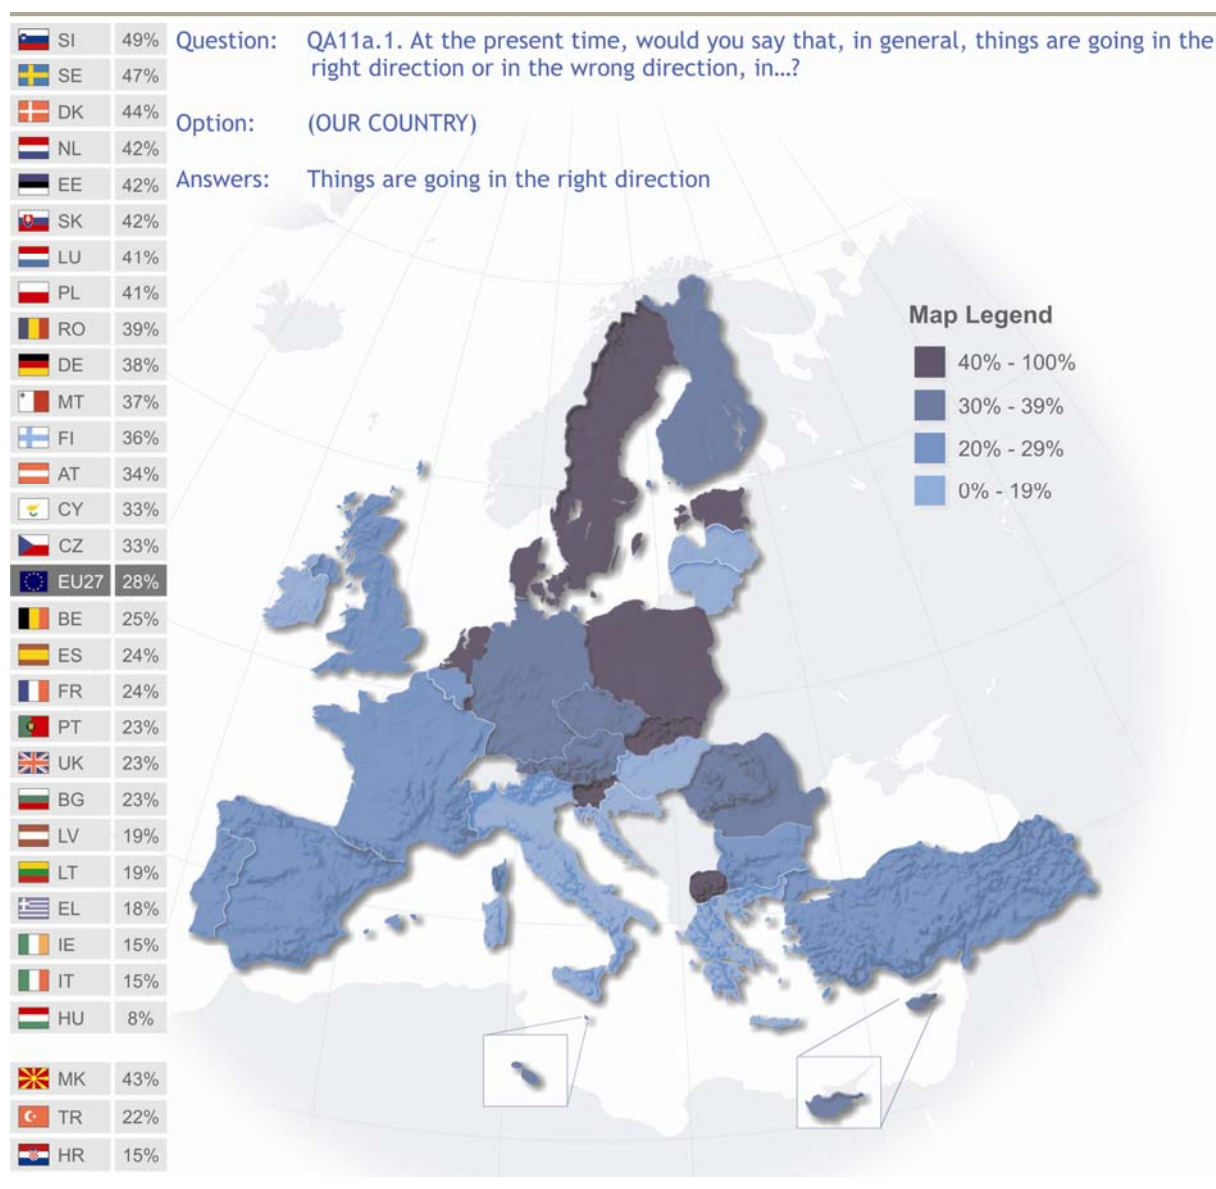 Question: QA11a.1. At the present time, would you say that, in general, things are going in the
right direction or in the wrong direction, in...?
Option: (OUR COUNTRY)
Answers: Things are going in the right direction
SI 49%
SE 47%
DK 44%
NL 42%
EE 42%
SK 42%
LU 41%
PL 41%
RO 39%
DE 38%
MT 37%
FI 36%
AT 34%
CY 33%
CZ 33%
EU27 28%
BE 25%
ES 24%
FR 24%
PT 23%
UK 23%
BG 23%
LV 19%
LT 19%
EL 18%
IE 15%
IT 15%
HU 8%
MK 43%
TR 22%
HR 15%
Map Legend
40% - 100%
30% - 39%
20% - 29%
0% - 19%